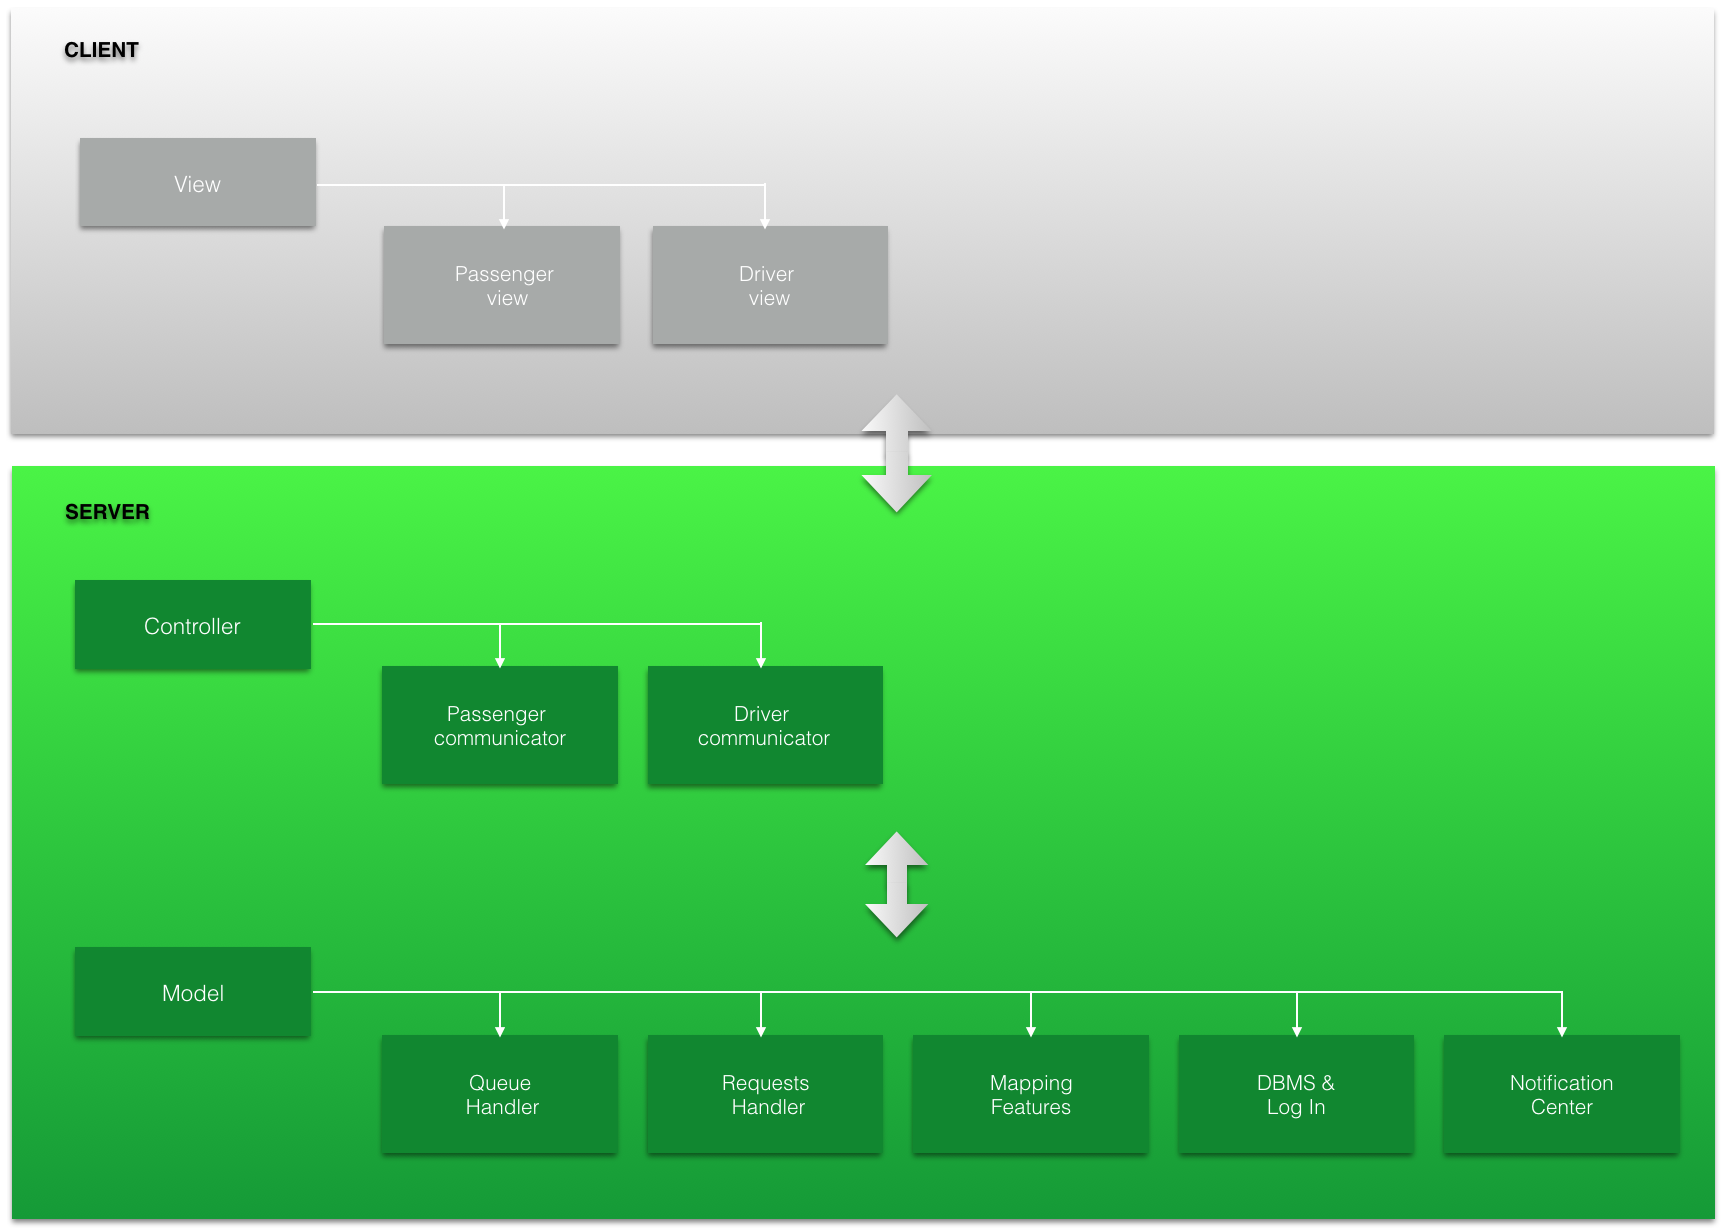 CLIENT
View
Passenger
view
Driver
view
SERVER
Controller
Passenger
communicator
Driver
communicator
Model
Queue
Handler
Requests
Handler
Mapping
Features
DBMS &
Log In
Notification
Center